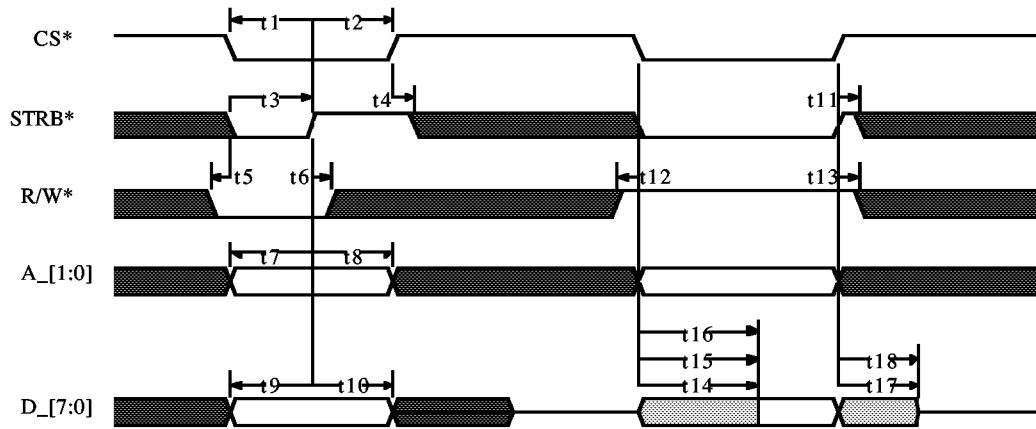 t1 t2
CS*
t3 t4 t11
STRB*
t5 t6 t12 t13
R/W*
t7 t8
A_[1:0]
t16
t15 t18
t9 t10 t14 t17
D_[7:0]